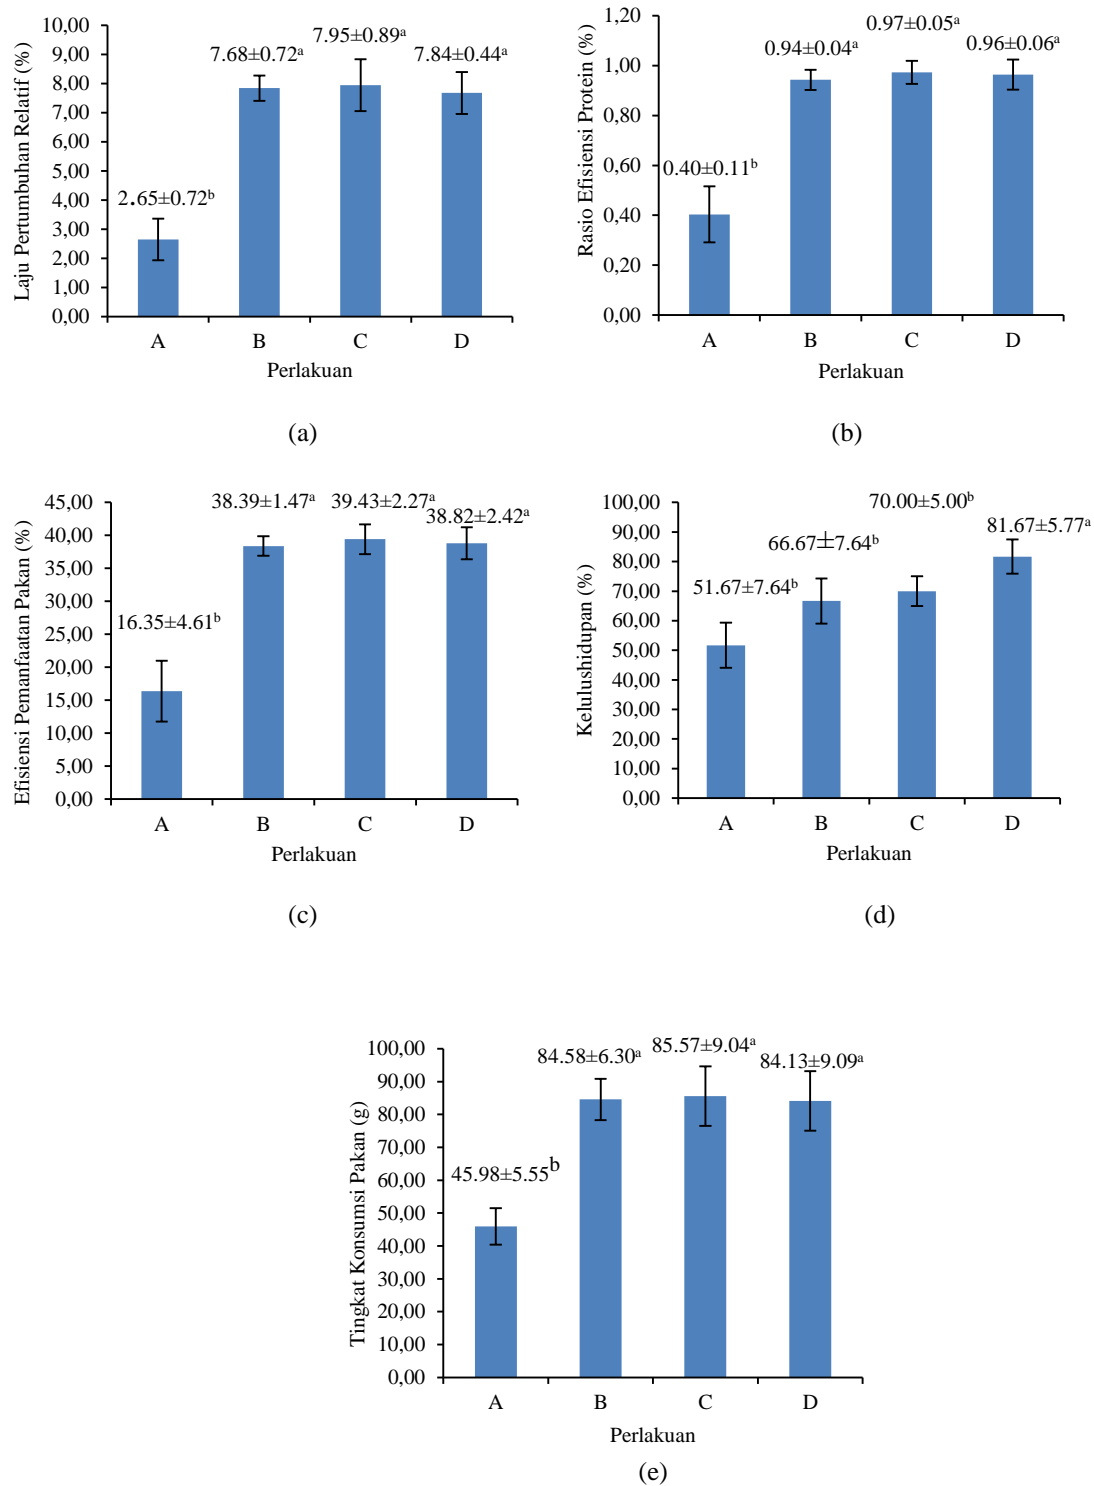 Laju Pertumbuhan Relatif (%)
10,00
9,00
8,00
7,00
6,00
5,00
4,00
3,00
2,00
1,00
0,00
2.65±0.72ᵇ
7.68±0.72ᵃ
7.95±0.89ᵃ
7.84±0.44ᵃ
A B C D
Perlakuan
(a)
Rasio Efisiensi Protein (%)
1,20
1,00
0,80
0,60
0,40
0,20
0,00
0.40±0.11ᵇ
0.94±0.04ᵃ
0.97±0.05ᵃ
0.96±0.06ᵃ
A B C D
Perlakuan
(b)
Efisiensi Pemanfaatan Pakan (%)
45,00
40,00
35,00
30,00
25,00
20,00
15,00
10,00
5,00
0,00
16.35±4.61ᵇ
38.39±1.47ᵃ
39.43±2.27ᵃ
38.82±2.42ᵃ
A B C D
Perlakuan
(c)
Kelulushidupan (%)
100,00
90,00
80,00
70,00
60,00
50,00
40,00
30,00
20,00
10,00
0,00
51.67±7.64ᵇ
66.67±7.64ᵇ
70.00±5.00ᵇ
81.67±5.77ᵃ
A B C D
Perlakuan
(d)
Tingkat Konsumsi Pakan (g)
100,00
90,00
80,00
70,00
60,00
50,00
40,00
30,00
20,00
10,00
0,00
45.98±5.55ᵇ
84.58±6.30ᵃ
85.57±9.04ᵃ
84.13±9.09ᵃ
A B C D
Perlakuan
(e)